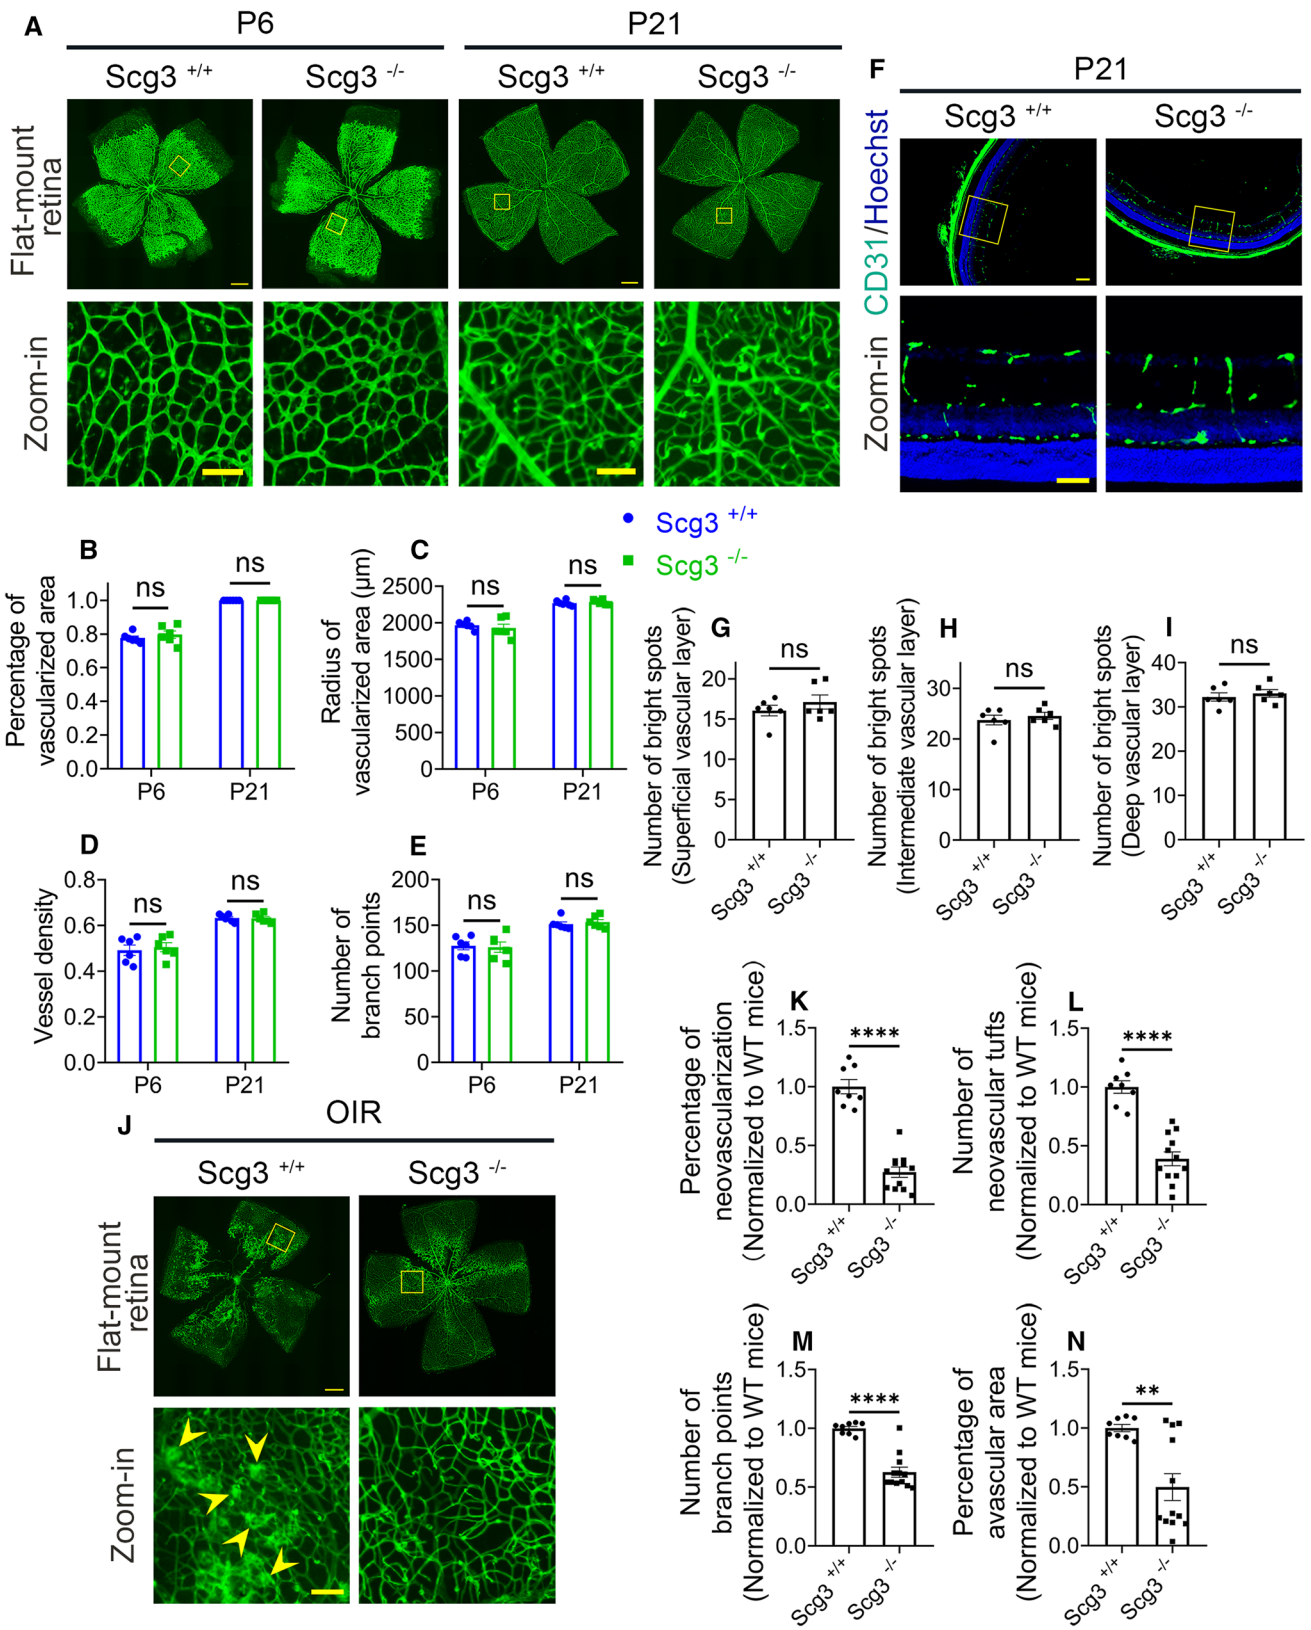 A
P6
P21
Scg3 +/+
Scg3 -/-
Scg3 +/+
Scg3 -/-
Flat-mount
retina
Zoom-in
F
P21
Scg3 +/+
Scg3 -/-
CD31/Hoechst
Zoom-in
Scg3 +/+
Scg3 -/-
B
Percentage of
vascularized area
1.0
0.8
0.6
0.4
0.2
0.0
ns
ns
P6
P21
C
Radius of
vascularized area (µm)
2500
2000
1500
1000
500
0
ns
ns
P6
P21
G
Number of bright spots
(Superficial vascular layer)
20
15
10
5
0
ns
Scg3 +/+
Scg3 -/-
H
Number of bright spots
(Intermediate vascular layer)
30
20
10
0
ns
Scg3 +/+
Scg3 -/-
I
Number of bright spots
(Deep vascular layer)
40
30
20
10
0
ns
Scg3 +/+
Scg3 -/-
D
Vessel density
0.8
0.6
0.4
0.2
0.0
ns
ns
P6
P21
E
Number of
branch points
200
150
100
50
0
ns
ns
P6
P21
J
OIR
Scg3 +/+
Scg3 -/-
Flat-mount
retina
Zoom-in
K
Percentage of
neovascularization
(Normalized to WT mice)
1.5
1.0
0.5
0.0
****
Scg3 +/+
Scg3 -/-
L
Number of
neovascular tufts
(Normalized to WT mice)
1.5
1.0
0.5
0.0
****
Scg3 +/+
Scg3 -/-
M
Number of
branch points
(Normalized to WT mice)
1.5
1.0
0.5
0.0
****
Scg3 +/+
Scg3 -/-
N
Percentage of
avascular area
(Normalized to WT mice)
1.5
1.0
0.5
0.0
**
Scg3 +/+
Scg3 -/-